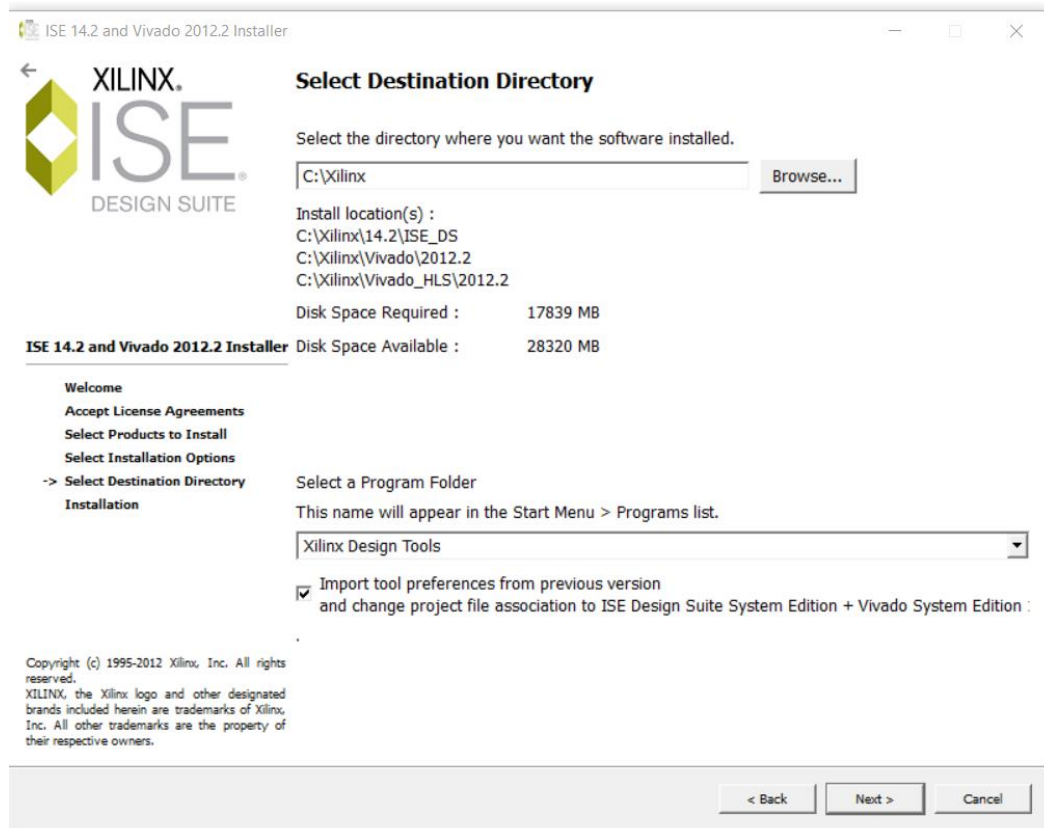 ISE 14.2 and Vivado 2012.2 Installer
XILINX®
ISE®
DESIGN SUITE
ISE 14.2 and Vivado 2012.2 Installer
Welcome
Accept License Agreements
Select Products to Install
Select Installation Options
-> Select Destination Directory
Installation
Copyright (c) 1995-2012 Xilinx, Inc. All rights
reserved.
XILINX, the Xilinx logo and other designated
brands included herein are trademarks of Xilinx,
Inc. All other trademarks are the property of
their respective owners.
Select Destination Directory
Select the directory where you want the software installed.
C:\Xilinx
Browse...
Install location(s) :
C:\Xilinx\14.2\ISE_DS
C:\Xilinx\Vivado\2012.2
C:\Xilinx\Vivado_HLS\2012.2
Disk Space Required : 17839 MB
Disk Space Available : 28320 MB
Select a Program Folder
This name will appear in the Start Menu > Programs list.
Xilinx Design Tools
Import tool preferences from previous version
and change project file association to ISE Design Suite System Edition + Vivado System Edition
.
< Back Next > Cancel